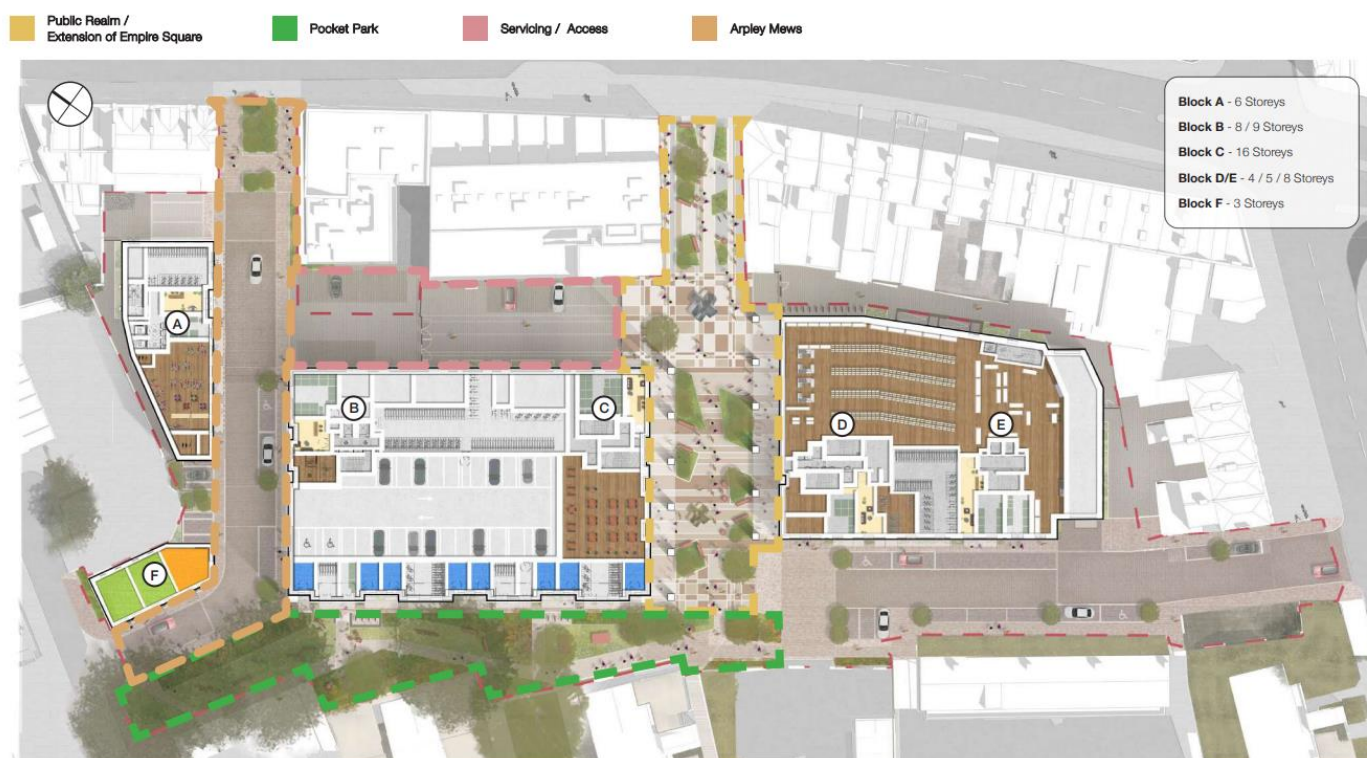 Public Realm /
Extension of Empire Square
Pocket Park
Servicing / Access
Arpley Mews
Block A - 6 Storeys
Block B - 8 / 9 Storeys
Block C - 16 Storeys
Block D/E - 4 / 5 / 8 Storeys
Block F - 3 Storeys
A
B
C
D
E
F